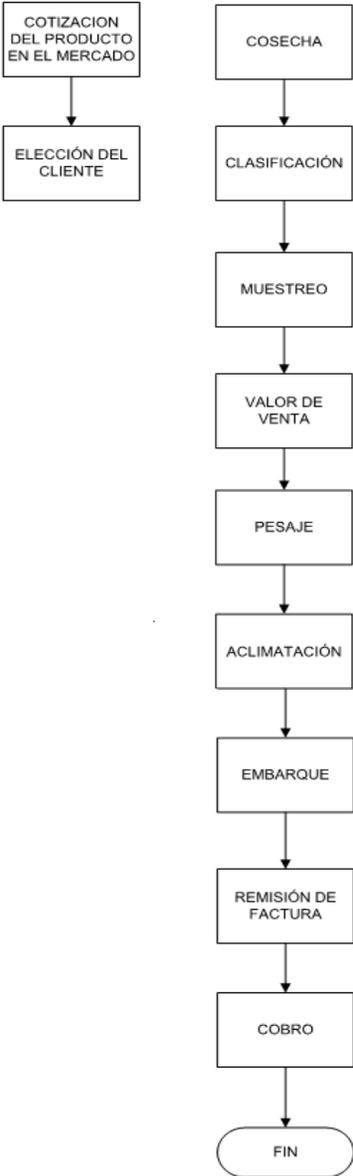 COTIZACION
DEL PRODUCTO
EN EL MERCADO
ELECCIÓN DEL
CLIENTE
COSECHA
CLASIFICACIÓN
MUESTREO
VALOR DE
VENTA
PESAJE
ACLIMATACIÓN
EMBARQUE
REMISIÓN DE
FACTURA
COBRO
FIN